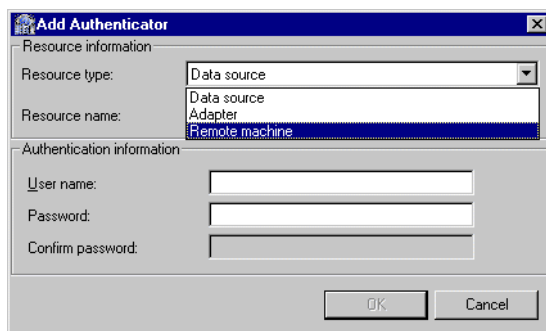 Add Authenticator
Resource information
Resource type:
Data source
Data source
Resource name:
Adapter
Remote machine
Authentication information
User name:
Password:
Confirm password:
OK
Cancel